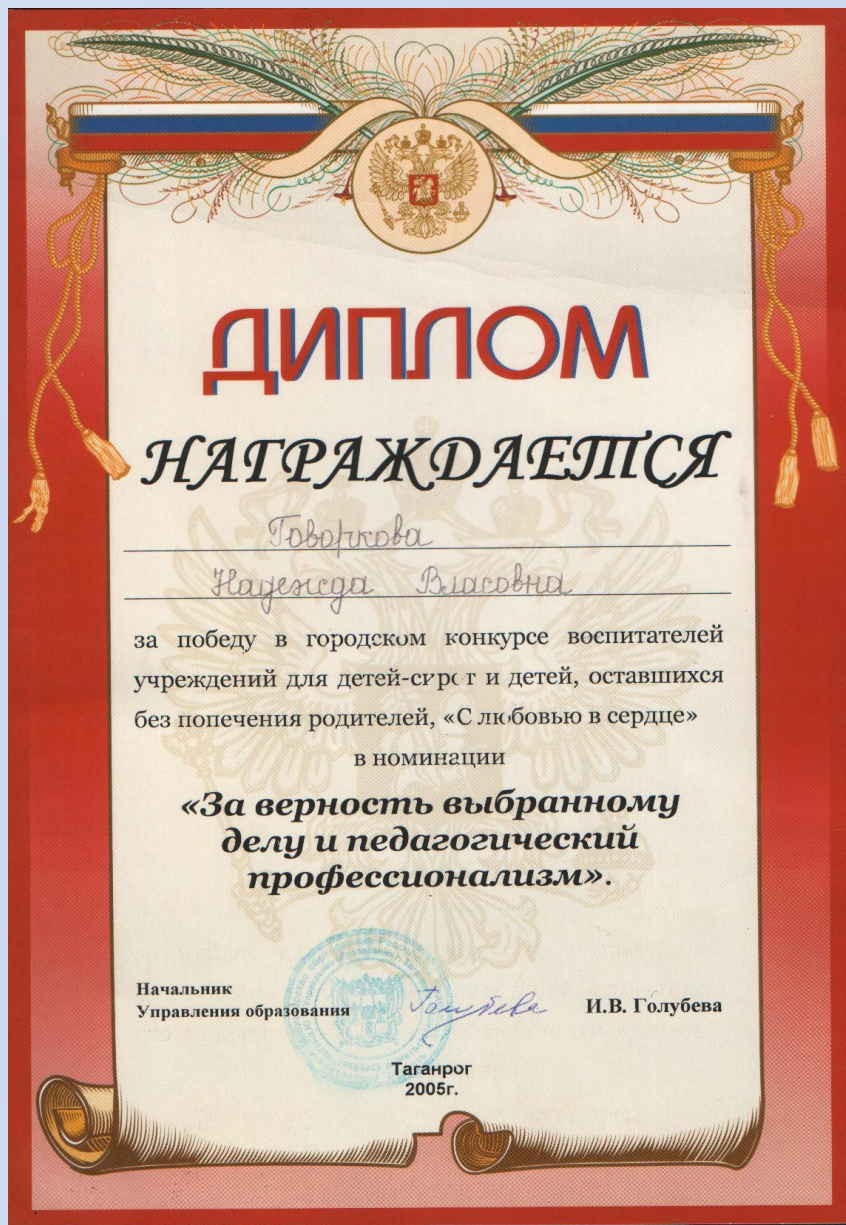 ДИПЛОМ
НАГРАЖДАЕТСЯ
Говоркова
Надежда Власовна
за победу в городском конкурсе воспитателей
учреждений для детей-сирот и детей, оставшихся
без попечения родителей, «С любовью в сердце»
в номинации
«За верность выбранному
делу и педагогический
профессионализм».
Начальник
Управления образования Голубева И.В. Голубева
Таганрог
2005г.